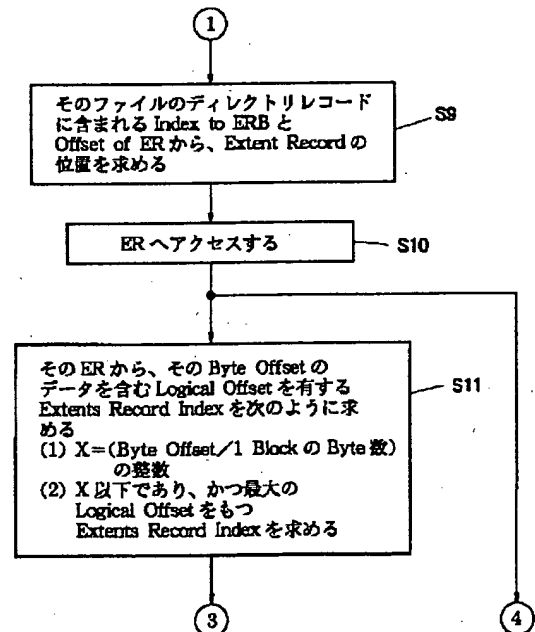 1
そのファイルのディレクトリレコード
に含まれる Index to ERB と
Offset of ER から、Extent Record の
位置を求める
S9
ER へアクセスする
S10
その ER から、その Byte Offset の
データを含む Logical Offset を有する
Extents Record Index を次のように求
める
(1) X=(Byte Offset/1 Block の Byte 数)
の整数
(2) X 以下であり、かつ最大の
Logical Offset をもつ
Extents Record Index を求める
S11
3
4